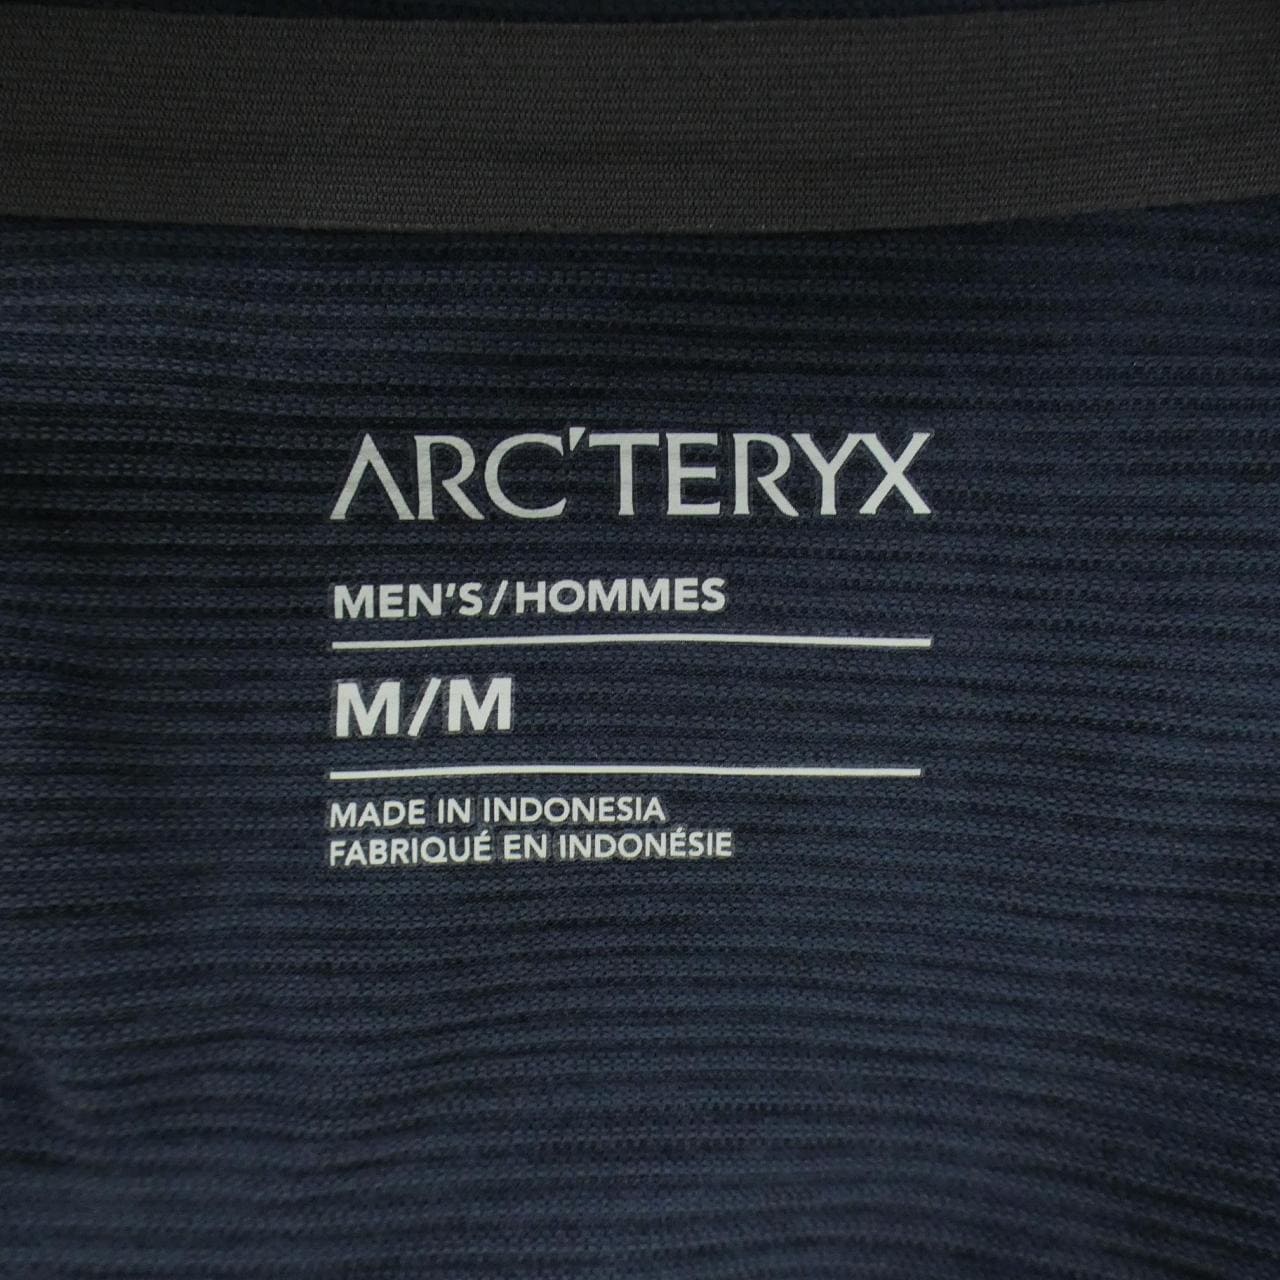 ARC'TERYX
MEN'S/HOMMES
M/M
MADE IN INDONESIA
FABRIQUÉ EN INDONÉSIE